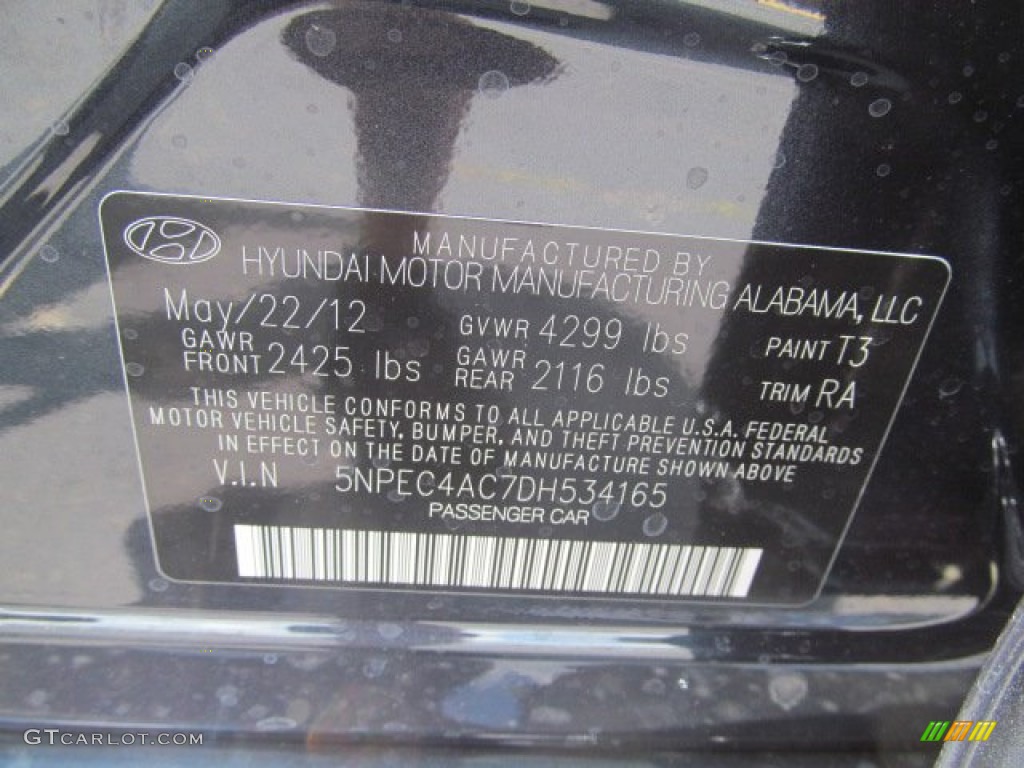 MANUFACTURED BY
HYUNDAI MOTOR MANUFACTURING ALABAMA, LLC
May/22/12 GVWR 4299 lbs PAINT T3
GAWR FRONT 2425 lbs GAWR REAR 2116 lbs TRIM RA
THIS VEHICLE CONFORMS TO ALL APPLICABLE U.S.A. FEDERAL
MOTOR VEHICLE SAFETY, BUMPER, AND THEFT PREVENTION STANDARDS
IN EFFECT ON THE DATE OF MANUFACTURE SHOWN ABOVE
V.I.N 5NPEC4AC7DH534165
PASSENGER CAR
GTCARLOT.COM